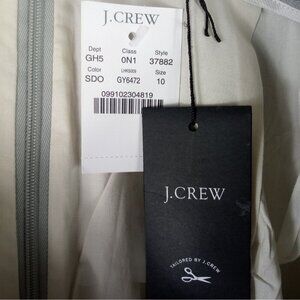 J.CREW
Dept Class Style
GH5 0N1 37882
Color Size
SDO GY6472 10
099102304819
J.CREW
TAILORED BY J.CREW